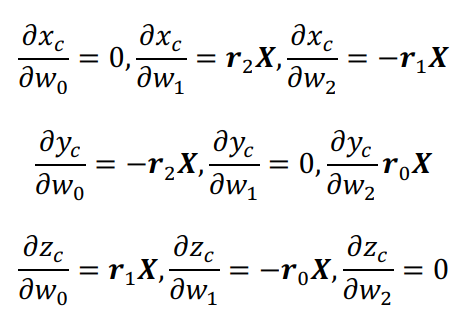 ∂x_c/∂w_0 = 0, ∂x_c/∂w_1 = r_2X, ∂x_c/∂w_2 = −r_1X
∂y_c/∂w_0 = −r_2X, ∂y_c/∂w_1 = 0, ∂y_c/∂w_2 r_0X
∂z_c/∂w_0 = r_1X, ∂z_c/∂w_1 = −r_0X, ∂z_c/∂w_2 = 0